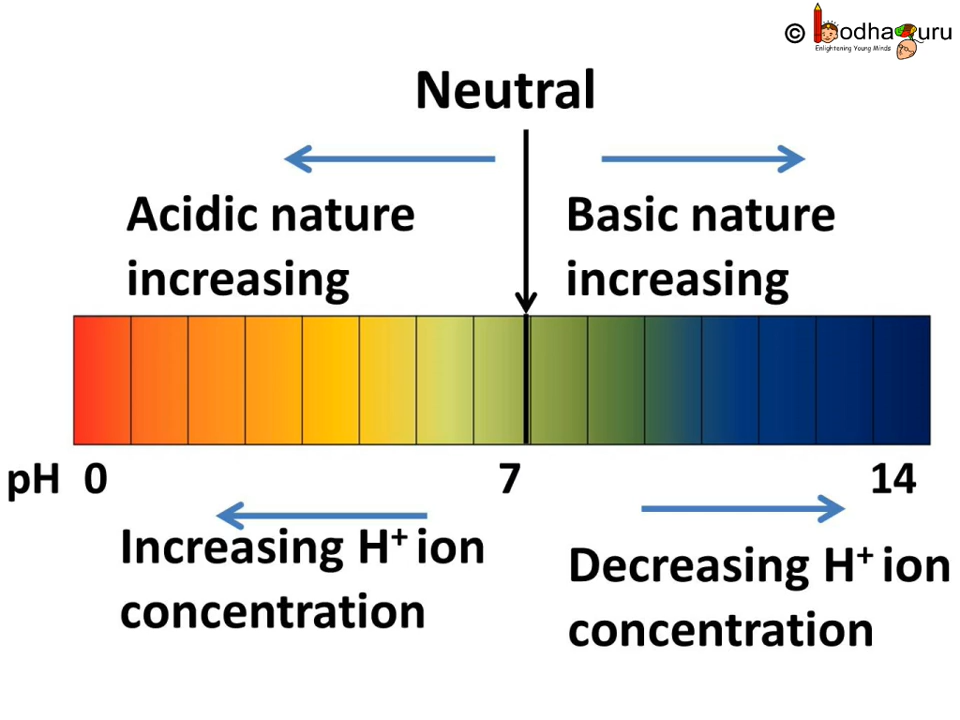 © BodhaGuru
Enlightening Young Minds
Neutral
Acidic nature
increasing
Basic nature
increasing
pH 0 7 14
Increasing H⁺ ion
concentration
Decreasing H⁺ ion
concentration